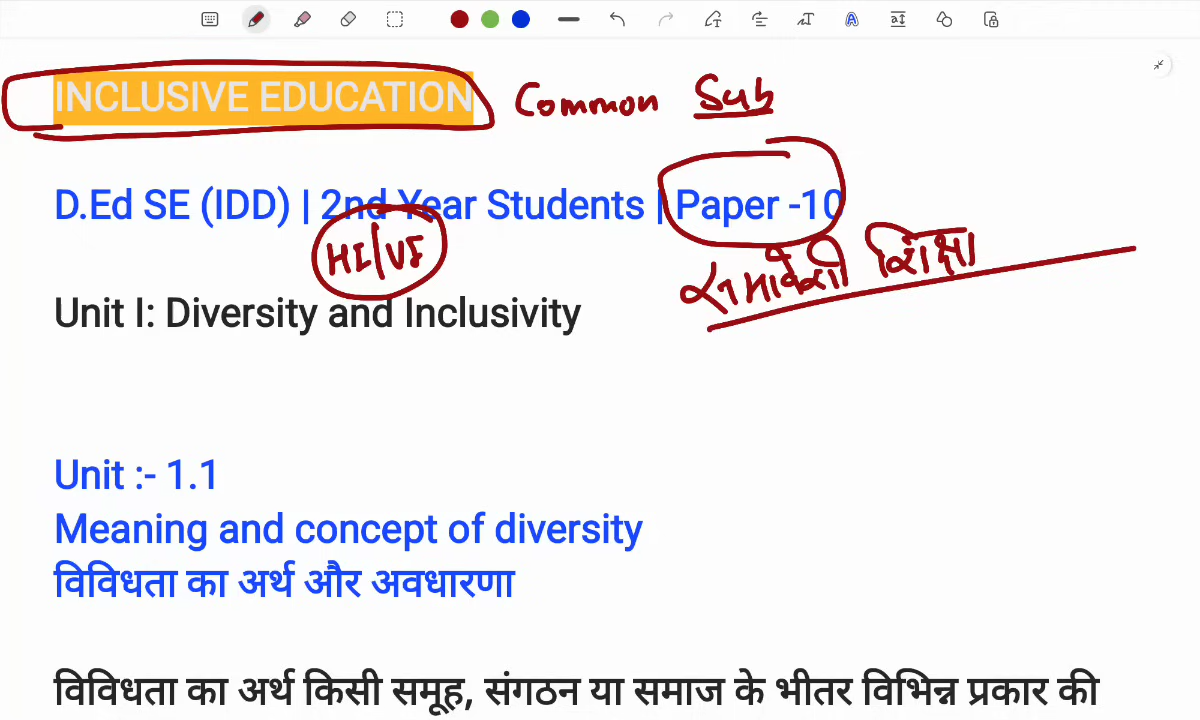 INCLUSIVE EDUCATION Common Sub
D.Ed SE (IDD) | 2nd Year Students | Paper -10
HI/VI
समावेशी शिक्षा
Unit I: Diversity and Inclusivity
Unit :- 1.1
Meaning and concept of diversity
विविधता का अर्थ और अवधारणा
विविधता का अर्थ किसी समूह, संगठन या समाज के भीतर विभिन्न प्रकार की